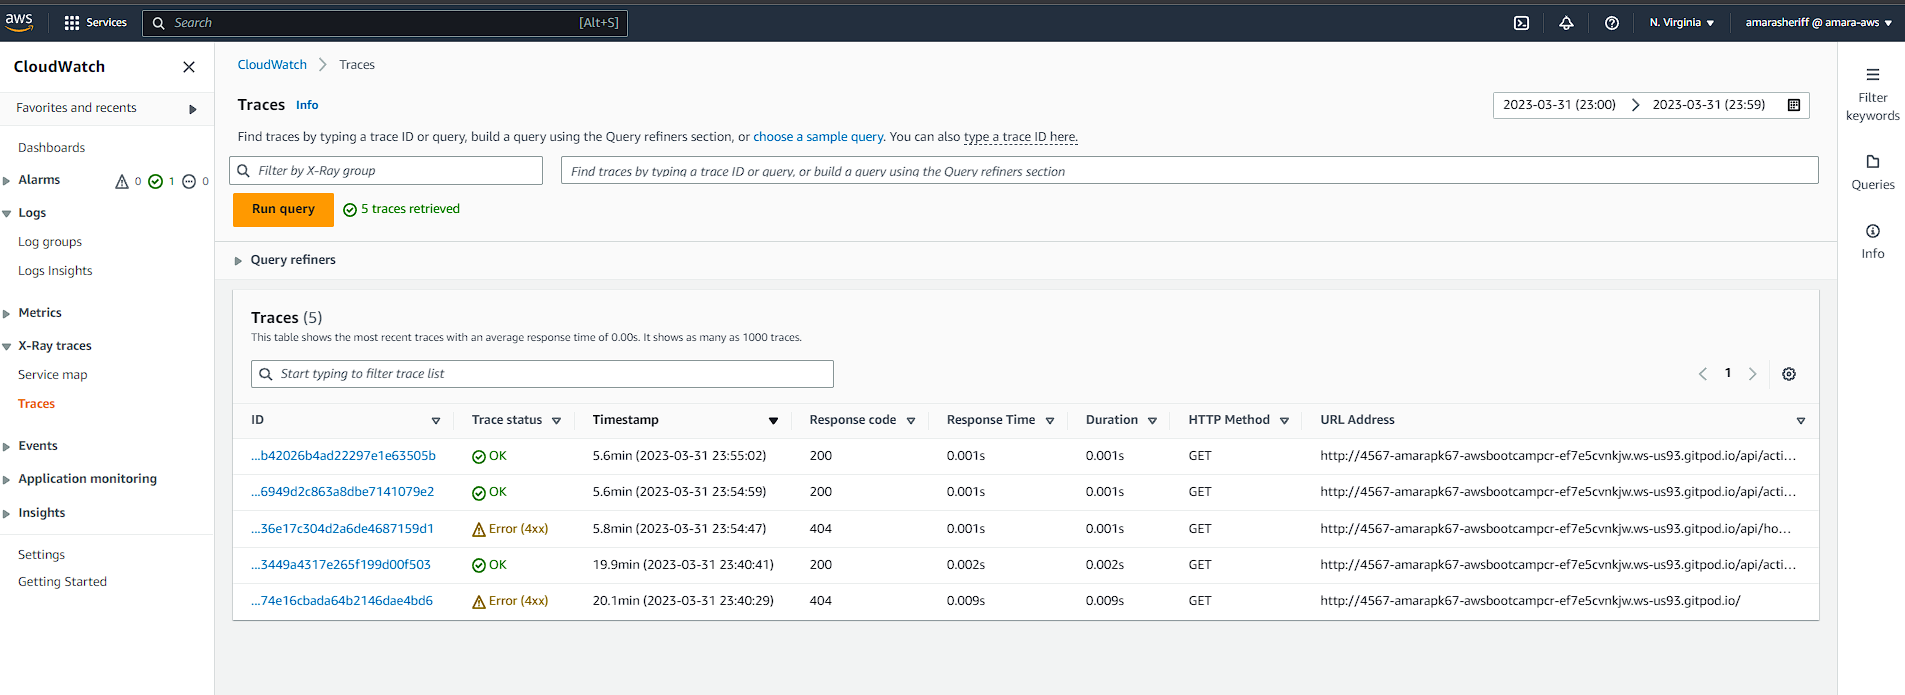 aws Services Search [Alt+S] N. Virginia amarasheriff @ amara-aws
CloudWatch
Favorites and recents
Dashboards
Alarms 0 1 0
Logs
Log groups
Logs Insights
Metrics
X-Ray traces
Service map
Traces
Events
Application monitoring
Insights
Settings
Getting Started
CloudWatch Traces
Traces Info
2023-03-31 (23:00) 2023-03-31 (23:59)
Find traces by typing a trace ID or query, build a query using the Query refiners section, or choose a sample query. You can also type a trace ID here.
Filter by X-Ray group
Find traces by typing a trace ID or query, or build a query using the Query refiners section
Run query 5 traces retrieved
Query refiners
Traces (5)
This table shows the most recent traces with an average response time of 0.00s. It shows as many as 1000 traces.
Start typing to filter trace list
1
ID Trace status Timestamp Response code Response Time Duration HTTP Method URL Address
...b42026b4ad22297e1e63505b OK 5.6min (2023-03-31 23:55:02) 200 0.001s 0.001s GET http://4567-amarapk67-awsbootcampcr-ef7e5cvnkjw.ws-us93.gitpod.io/api/acti...
...6949d2c863a8dbe7141079e2 OK 5.6min (2023-03-31 23:54:59) 200 0.001s 0.001s GET http://4567-amarapk67-awsbootcampcr-ef7e5cvnkjw.ws-us93.gitpod.io/api/acti...
...36e17c304d2a6de4687159d1 Error (4xx) 5.8min (2023-03-31 23:54:47) 404 0.001s 0.001s GET http://4567-amarapk67-awsbootcampcr-ef7e5cvnkjw.ws-us93.gitpod.io/api/ho...
...3449a4317e265f199d00f503 OK 19.9min (2023-03-31 23:40:41) 200 0.002s 0.002s GET http://4567-amarapk67-awsbootcampcr-ef7e5cvnkjw.ws-us93.gitpod.io/api/acti...
...74e16cbada64b2146dae4bd6 Error (4xx) 20.1min (2023-03-31 23:40:29) 404 0.009s 0.009s GET http://4567-amarapk67-awsbootcampcr-ef7e5cvnkjw.ws-us93.gitpod.io/
Filter
keywords
Queries
Info